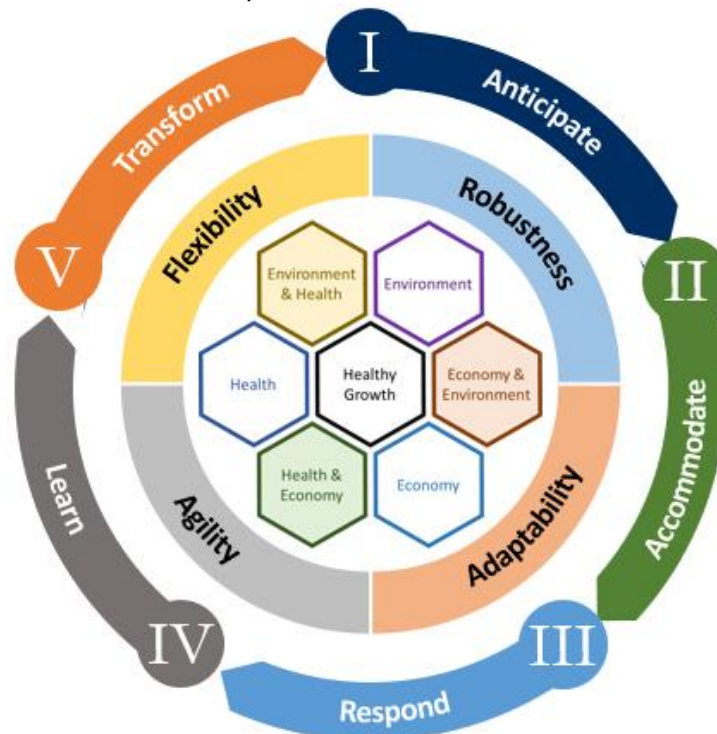 I
Anticipate
II
Accommodate
III
Respond
IV
Learn
V
Transform
Flexibility
Robustness
Adaptability
Agility
Environment
& Health
Environment
Health
Healthy
Growth
Economy &
Environment
Health &
Economy
Economy